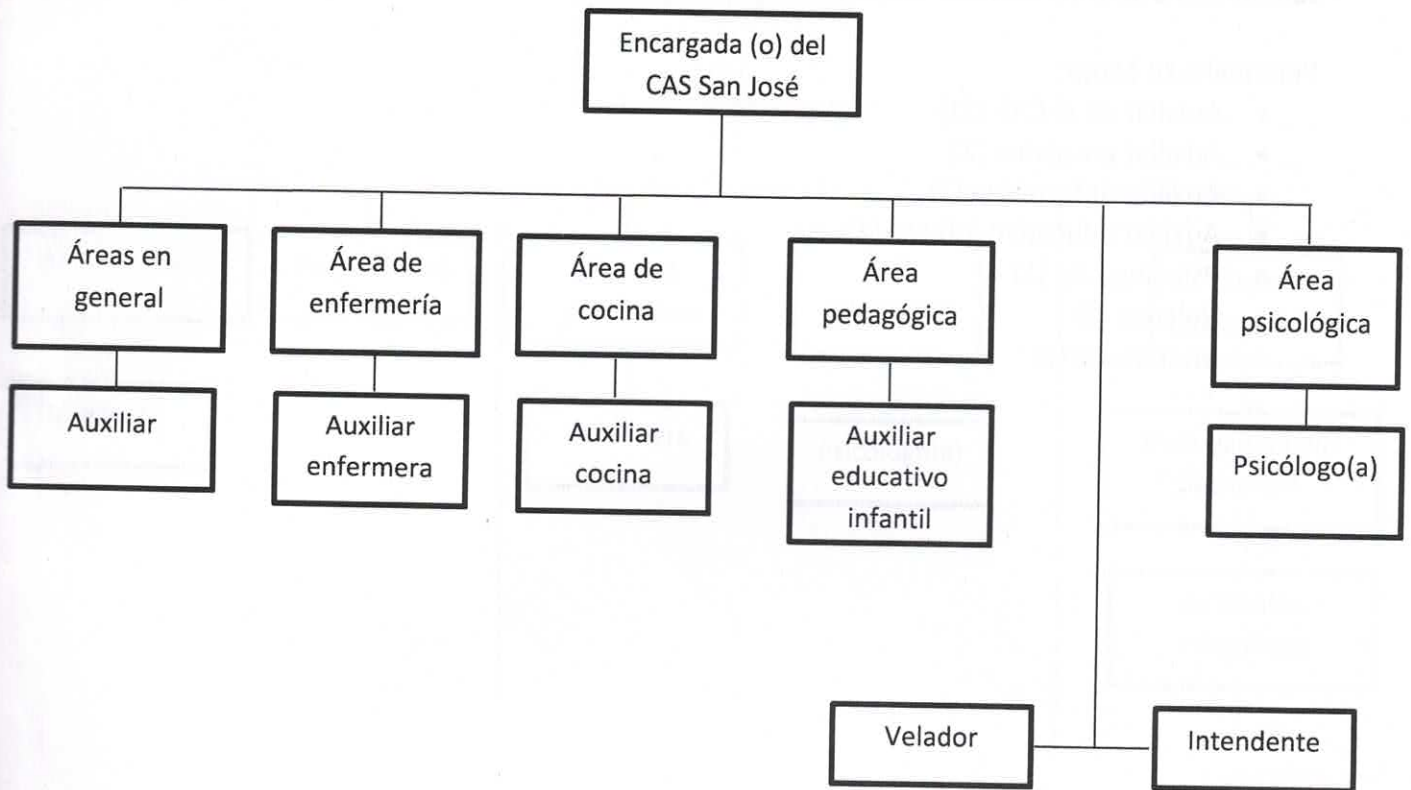 Encargada (o) del
CAS San José
Áreas en
general
Área de
enfermería
Área de
cocina
Área
pedagógica
Área
psicológica
Auxiliar
Auxiliar
enfermera
Auxiliar
cocina
Auxiliar
educativo
infantil
Psicólogo(a)
Velador
Intendente